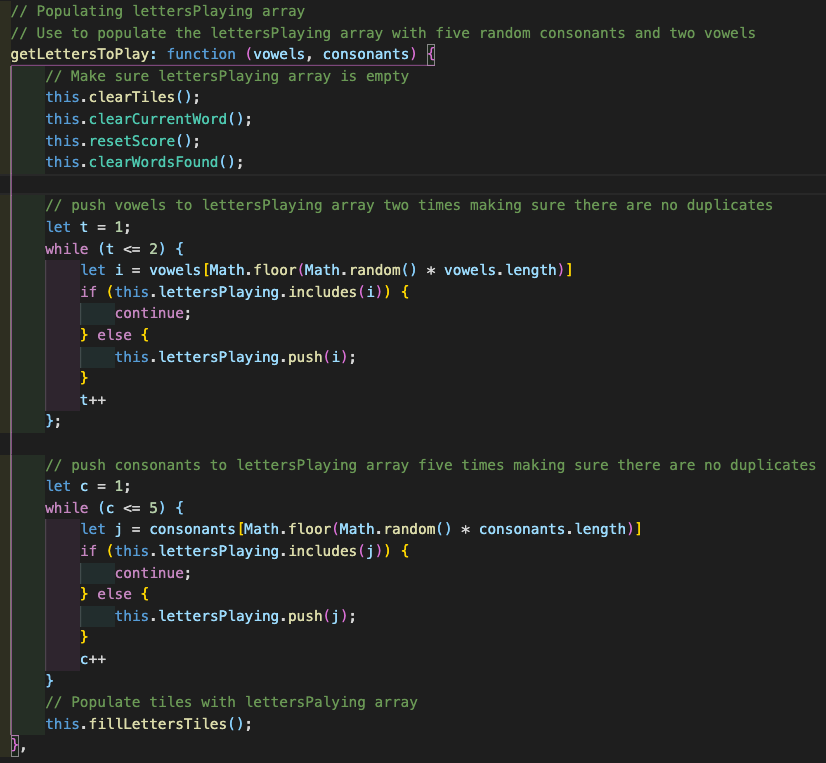 // Populating lettersPlaying array
// Use to populate the lettersPlaying array with five random consonants and two vowels
getLettersToPlay: function (vowels, consonants) {
    // Make sure lettersPlaying array is empty
    this.clearTiles();
    this.clearCurrentWord();
    this.resetScore();
    this.clearWordsFound();

    // push vowels to lettersPlaying array two times making sure there are no duplicates
    let t = 1;
    while (t <= 2) {
        let i = vowels[Math.floor(Math.random() * vowels.length)]
        if (this.lettersPlaying.includes(i)) {
            continue;
        } else {
            this.lettersPlaying.push(i);
        }
        t++
    };

    // push consonants to lettersPlaying array five times making sure there are no duplicates
    let c = 1;
    while (c <= 5) {
        let j = consonants[Math.floor(Math.random() * consonants.length)]
        if (this.lettersPlaying.includes(j)) {
            continue;
        } else {
            this.lettersPlaying.push(j);
        }
        c++
    }
    // Populate tiles with lettersPalying array
    this.fillLettersTiles();
},